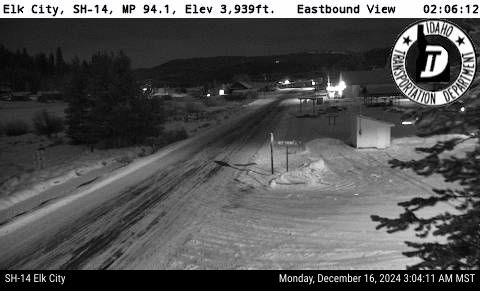 Elk City, SH-14, MP 94.1, Elev 3,939ft. Eastbound View 02:06:12
IDAHO
TRANSPORTATION DEPARTMENT
SH-14 Elk City Monday, December 16, 2024 3:04:11 AM MST